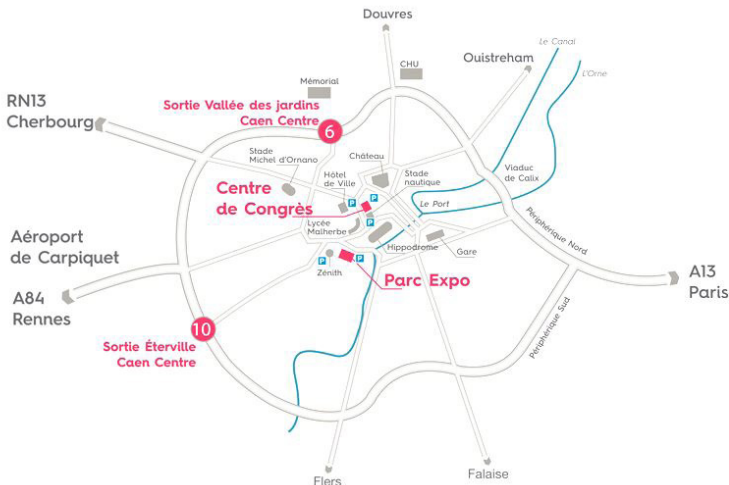 Douvres
Le Canal
CHU
Ouistreham
L'Orne
Mémorial
RN13
Cherbourg
Sortie Vallée des jardins
Caen Centre
6
Stade
Michel d'Ornano
Château
Stade
nautique
Hôtel
de Ville
Viaduc
de Calix
Centre
de Congrès
P
P
Le Port
Lycée
Malherbe
P
Périphérique Nord
Hippodrome
Gare
Aéroport
de Carpiquet
P
P
Zénith
Parc Expo
A13
Paris
A84
Rennes
10
Périphérique Sud
Sortie Éterville
Caen Centre
Flers
Falaise